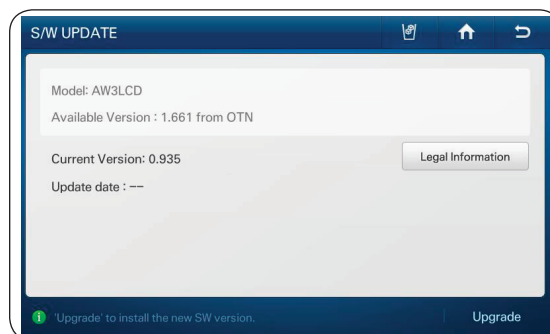 S/W UPDATE
Model: AW3LCD
Available Version : 1.661 from OTN
Current Version: 0.935
Legal Information
Update date : --
'Upgrade' to install the new SW version.
Upgrade